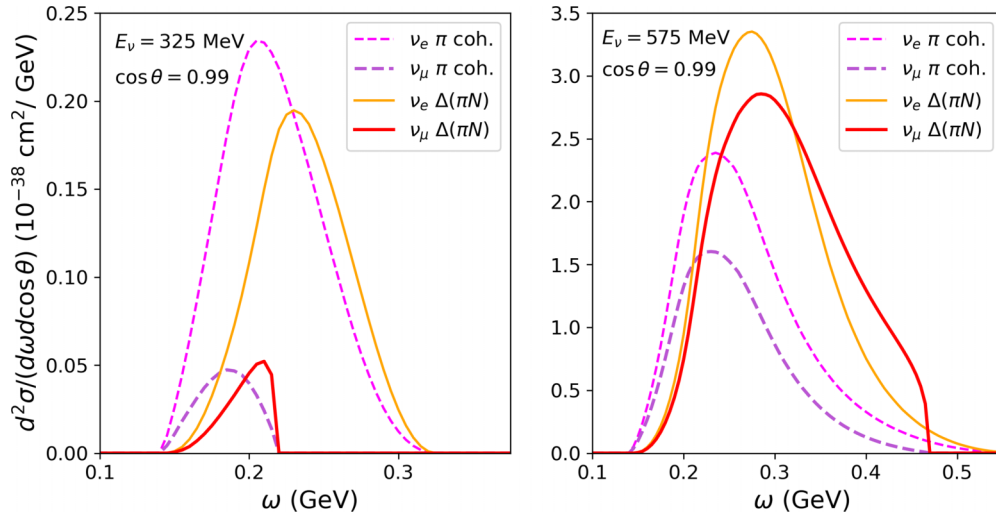 d²σ/(dωdcos θ) (10⁻³⁸ cm²/ GeV)
0.25
0.20
0.15
0.10
0.05
0.00
E_ν = 325 MeV
cos θ = 0.99
ν_e π coh.
ν_μ π coh.
ν_e Δ(πN)
ν_μ Δ(πN)
0.1 0.2 0.3
ω (GeV)
3.5
3.0
2.5
2.0
1.5
1.0
0.5
0.0
E_ν = 575 MeV
cos θ = 0.99
ν_e π coh.
ν_μ π coh.
ν_e Δ(πN)
ν_μ Δ(πN)
0.1 0.2 0.3 0.4 0.5
ω (GeV)